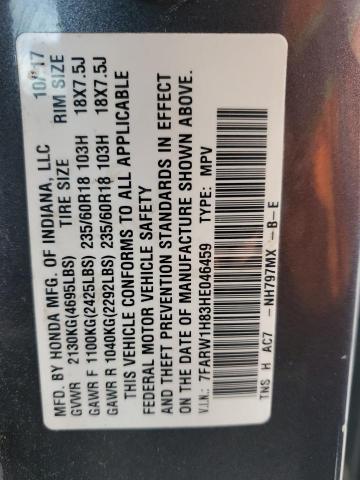 MFD. BY HONDA MFG. OF INDIANA, LLC 10/17
TIRE SIZE RIM SIZE
GVWR 2130KG(4695LBS)
GAWR F 1100KG(2425LBS) 235/60R18 103H 18X7.5J
GAWR R 1040KG(2292LBS) 235/60R18 103H 18X7.5J
THIS VEHICLE CONFORMS TO ALL APPLICABLE
FEDERAL MOTOR VEHICLE SAFETY
AND THEFT PREVENTION STANDARDS IN EFFECT
ON THE DATE OF MANUFACTURE SHOWN ABOVE.
V.I.N.: 7FARW1H83HE046459 TYPE: MPV
TNS H AC7 -NH797MX -B-E